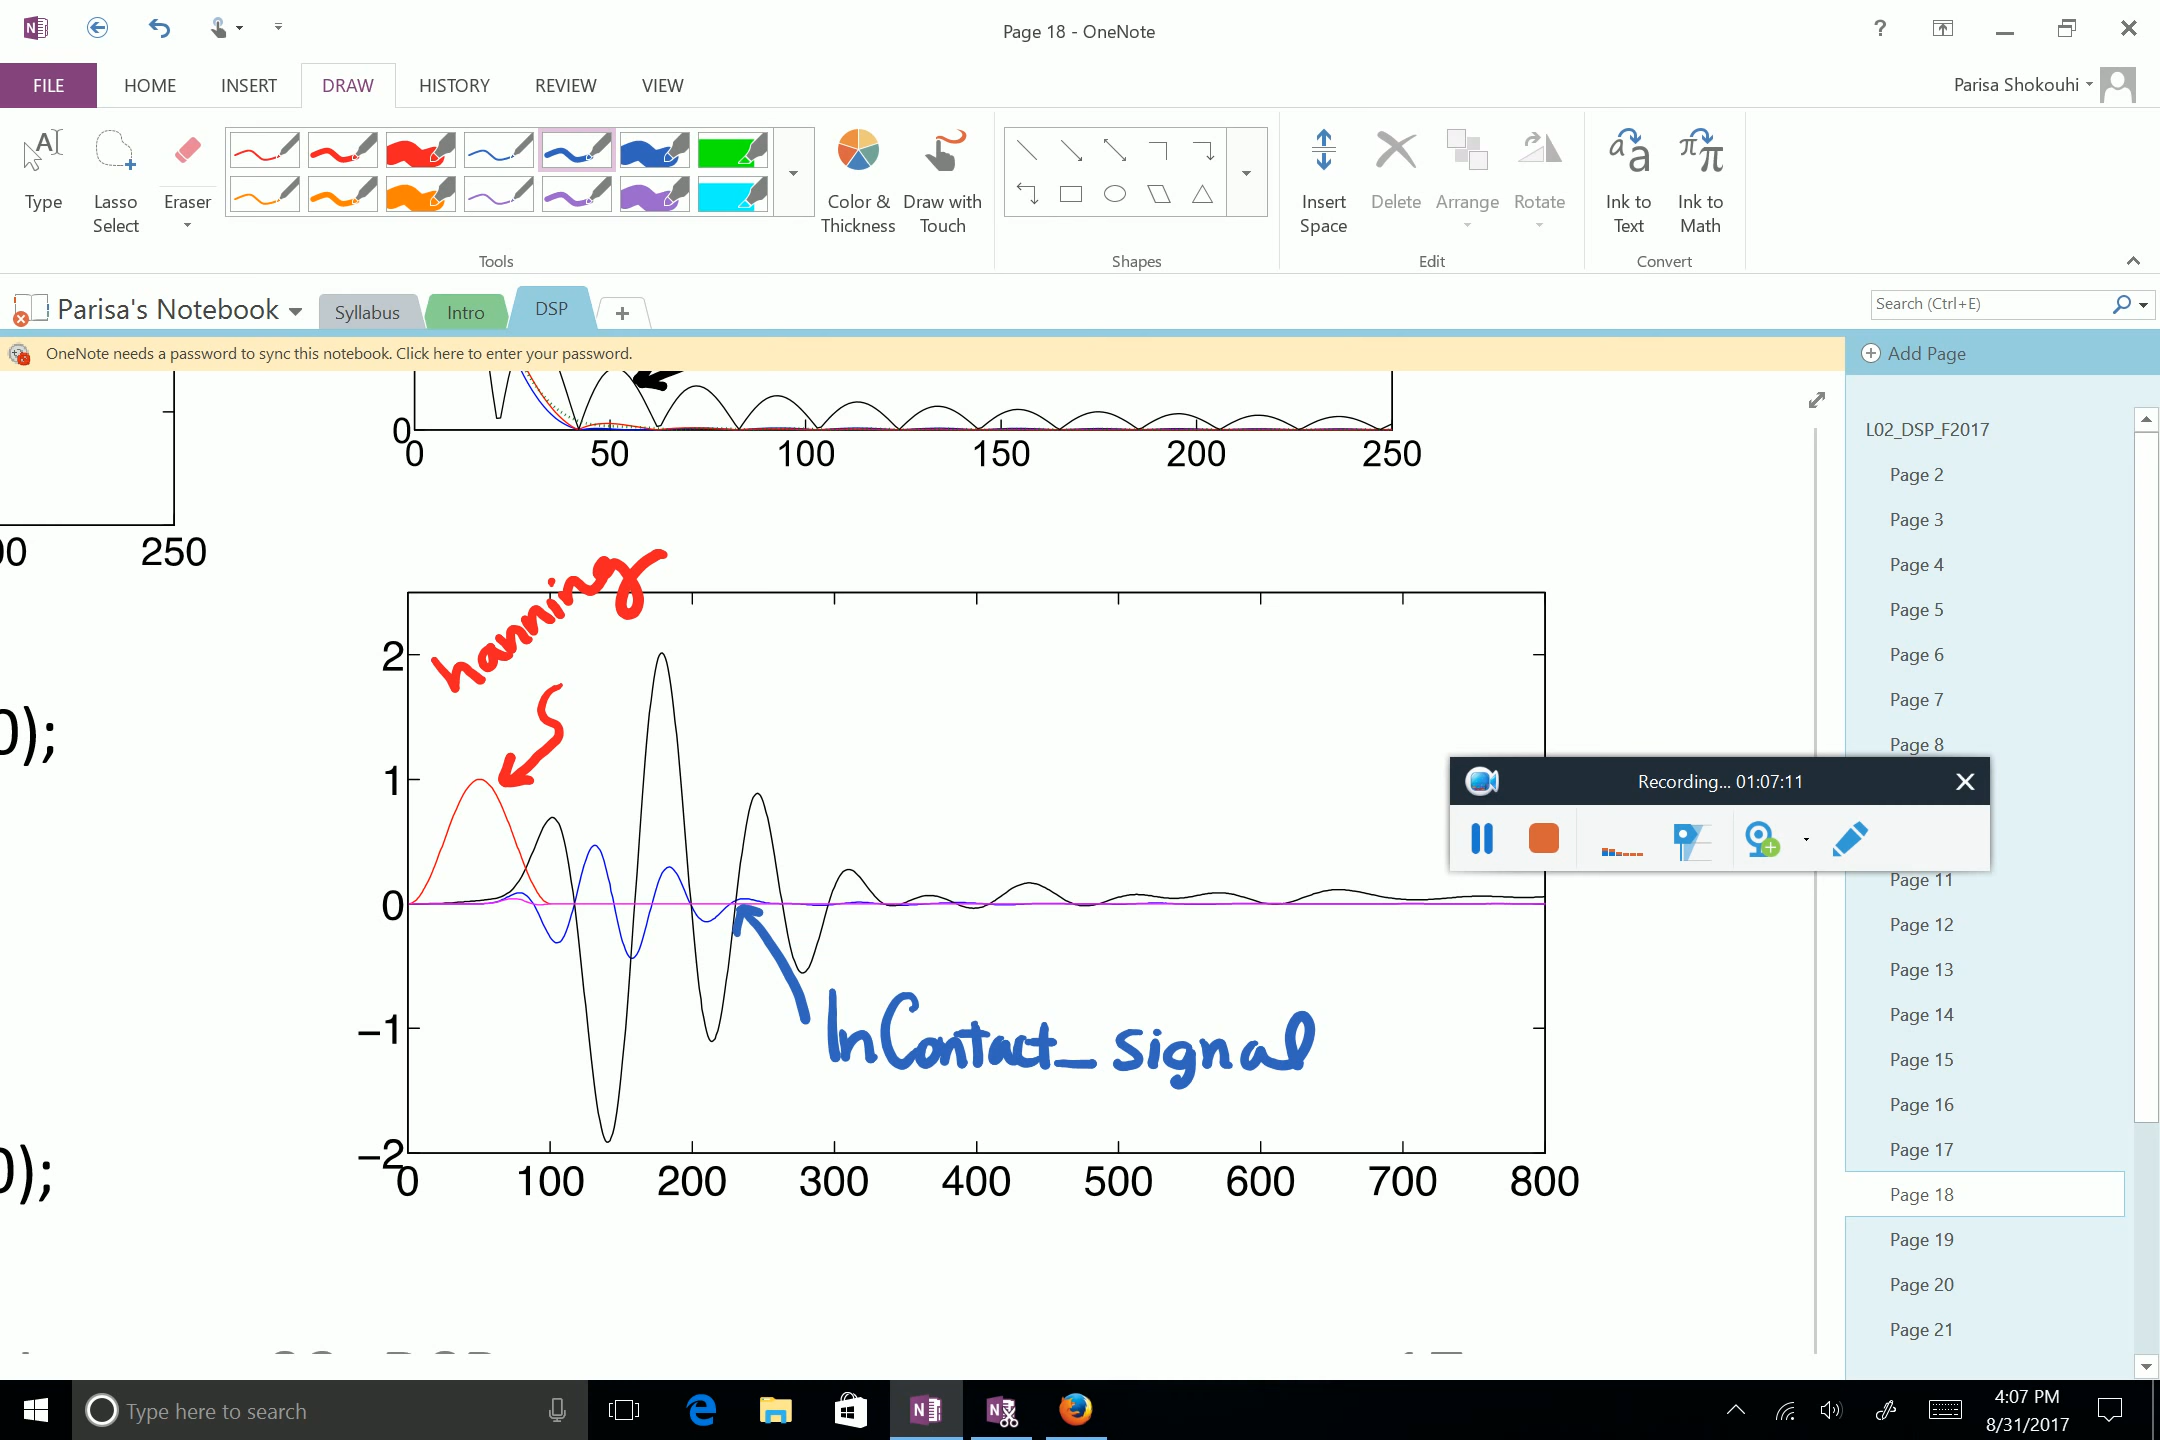 Page 18 - OneNote
?
FILE HOME INSERT DRAW HISTORY REVIEW VIEW
Parisa Shokouhi
Type
Lasso Select
Eraser
Color & Thickness
Draw with Touch
Insert Space
Delete
Arrange
Rotate
Ink to Text
Ink to Math
Tools
Shapes
Edit
Convert
Parisa's Notebook
Syllabus
Intro
DSP
Search (Ctrl+E)
OneNote needs a password to sync this notebook. Click here to enter your password.
Add Page
0
0 50 100 150 200 250
250
hanning
2
1
0
−1
−2
0 100 200 300 400 500 600 700 800
InContact_signal
0);
0);
Recording... 01:07:11
L02_DSP_F2017
Page 2
Page 3
Page 4
Page 5
Page 6
Page 7
Page 8
Page 11
Page 12
Page 13
Page 14
Page 15
Page 16
Page 17
Page 18
Page 19
Page 20
Page 21
Type here to search
4:07 PM
8/31/2017